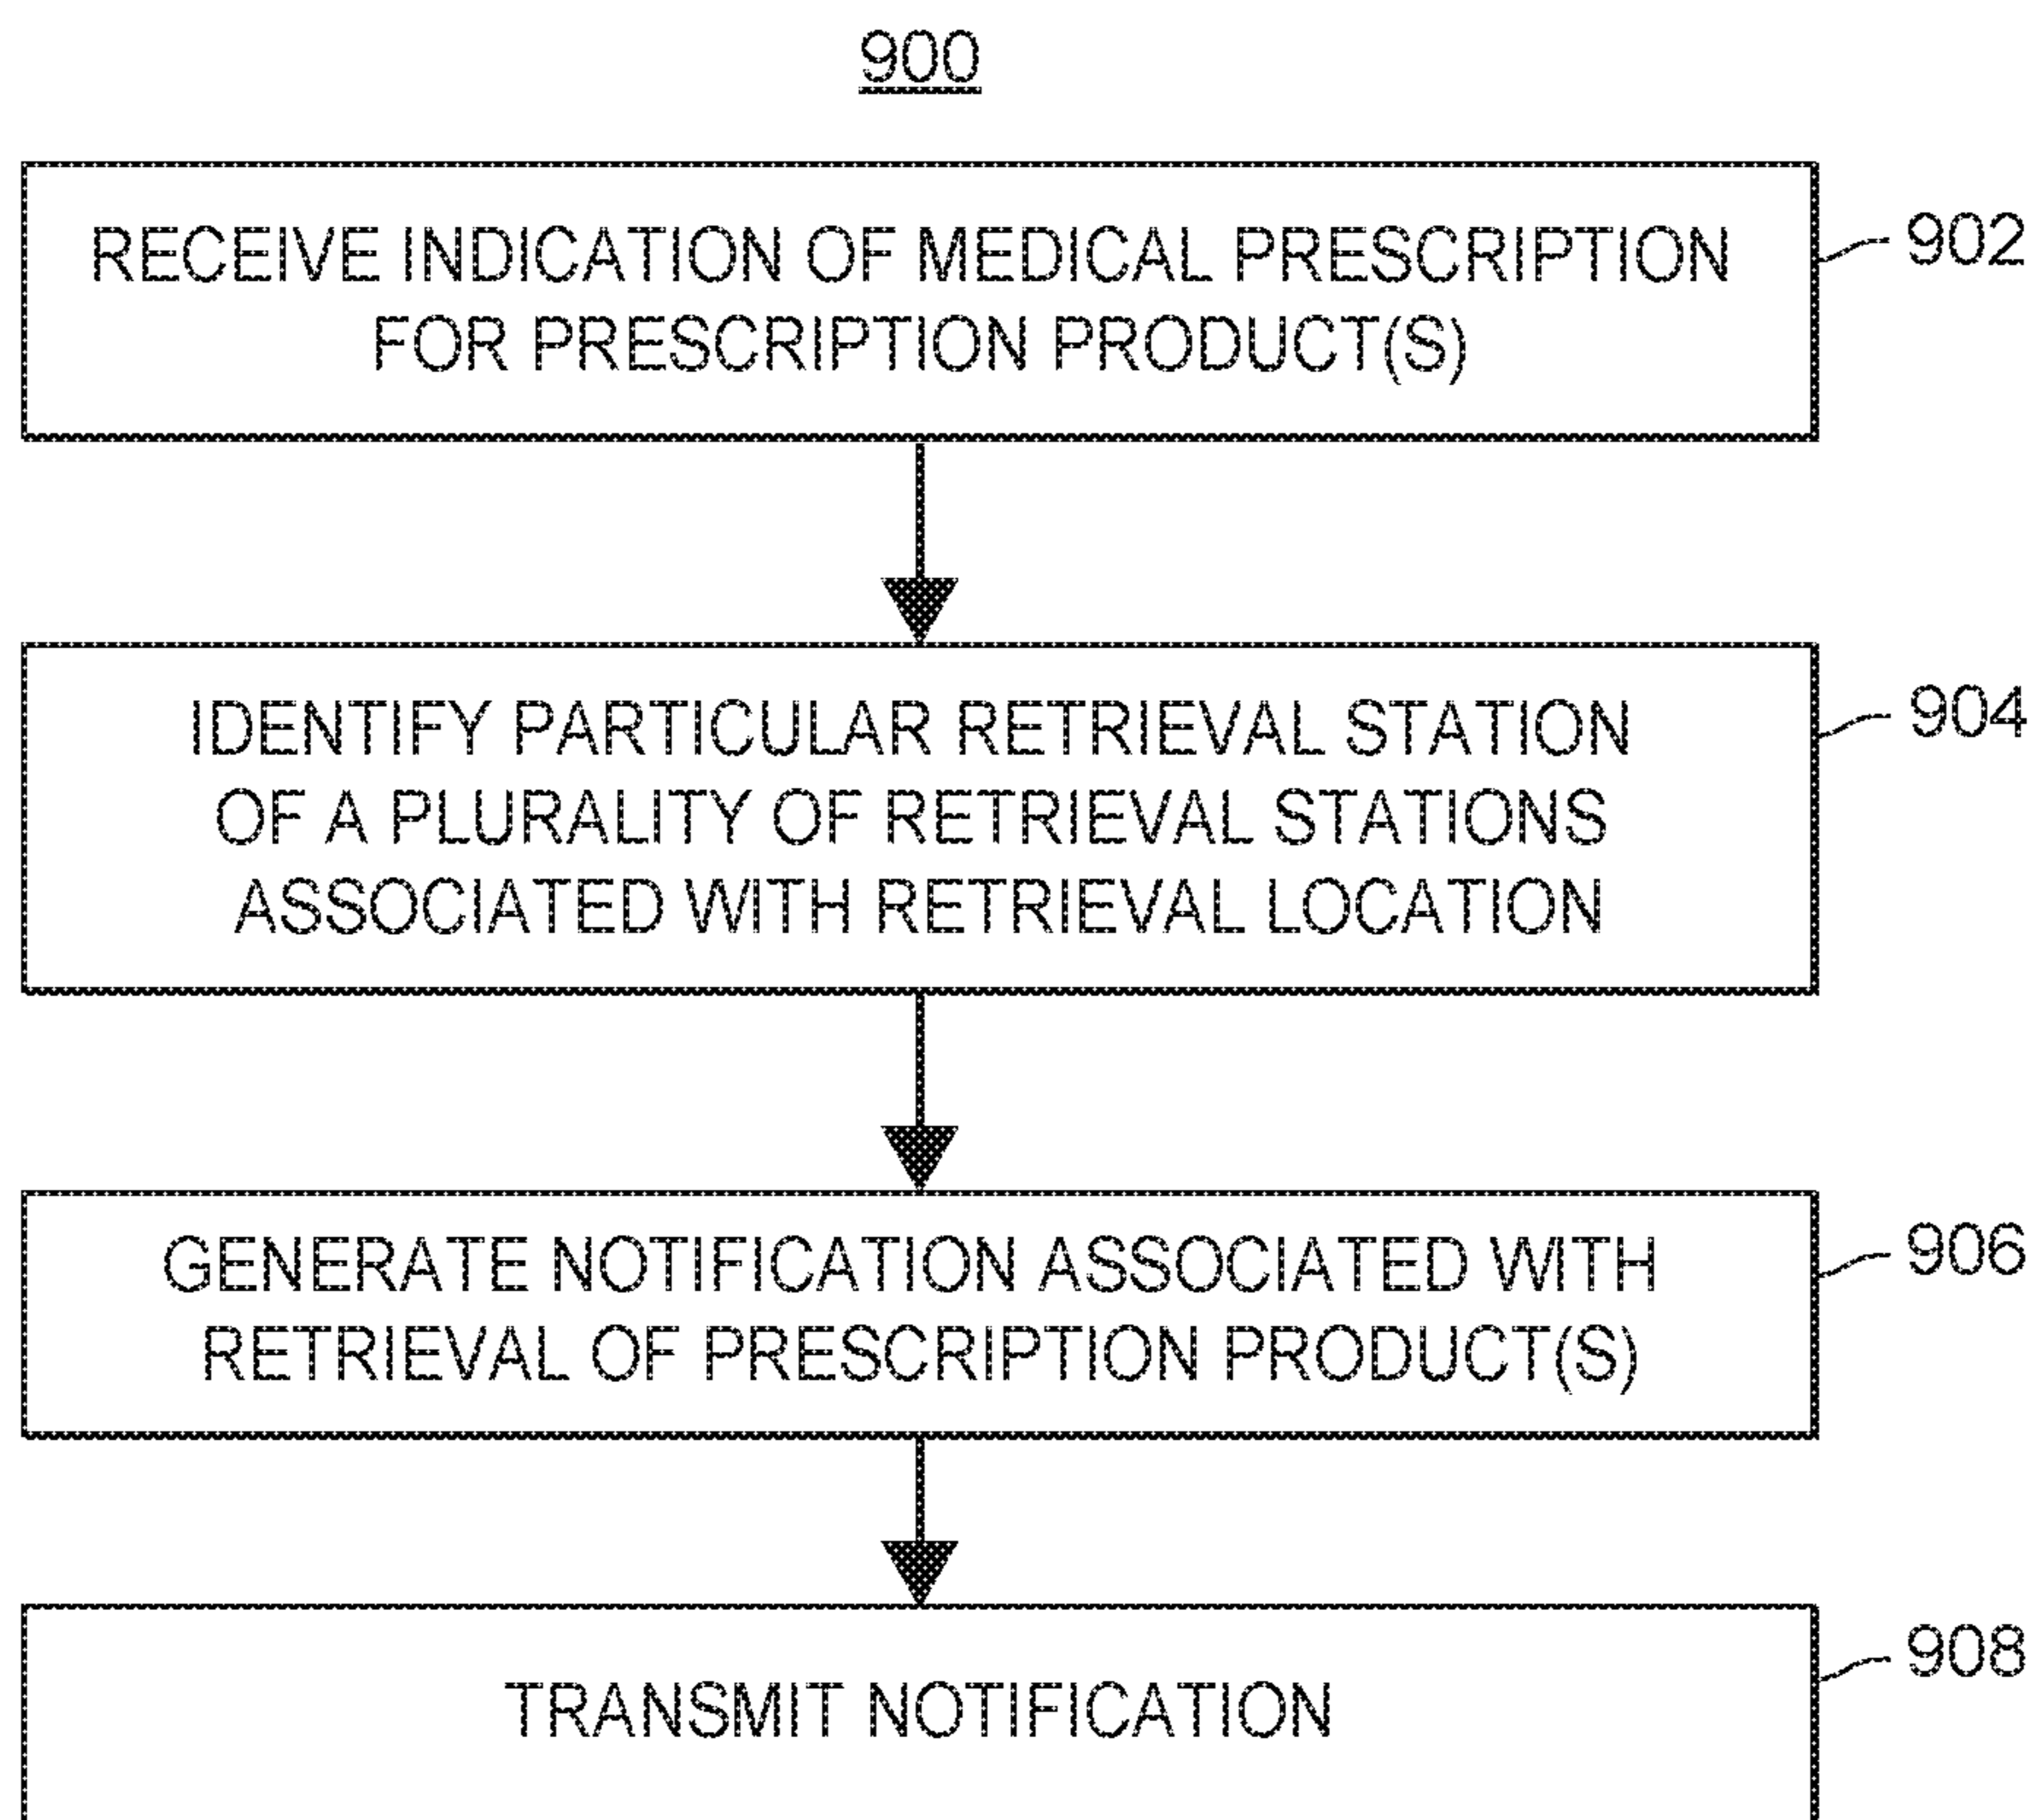 900
RECEIVE INDICATION OF MEDICAL PRESCRIPTION
FOR PRESCRIPTION PRODUCT(S)
902
IDENTIFY PARTICULAR RETRIEVAL STATION
OF A PLURALITY OF RETRIEVAL STATIONS
ASSOCIATED WITH RETRIEVAL LOCATION
904
GENERATE NOTIFICATION ASSOCIATED WITH
RETRIEVAL OF PRESCRIPTION PRODUCT(S)
906
TRANSMIT NOTIFICATION
908